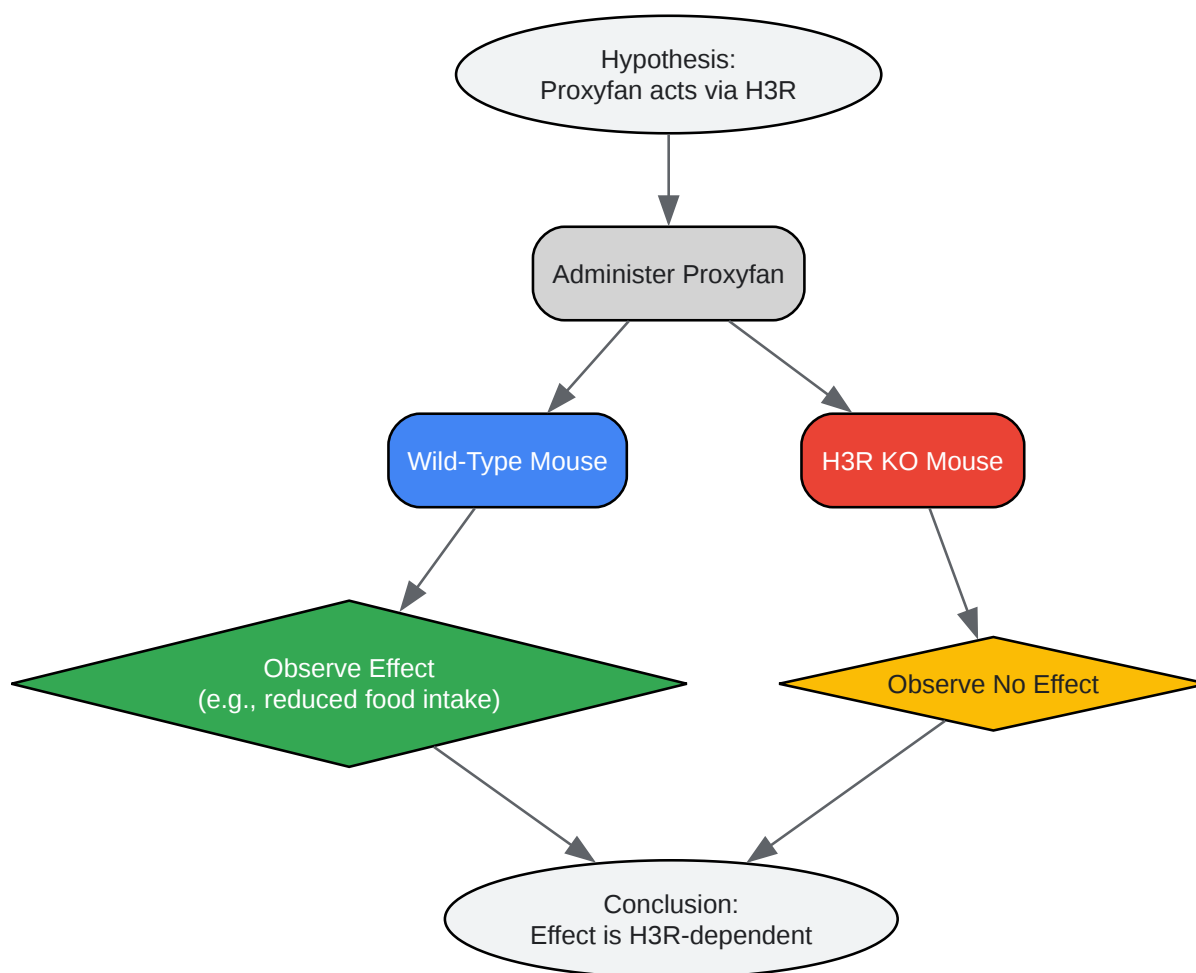 Hypothesis:
Proxyfan acts via H3R
Administer Proxyfan
Wild-Type Mouse
H3R KO Mouse
Observe Effect
(e.g., reduced food intake)
Observe No Effect
Conclusion:
Effect is H3R-dependent